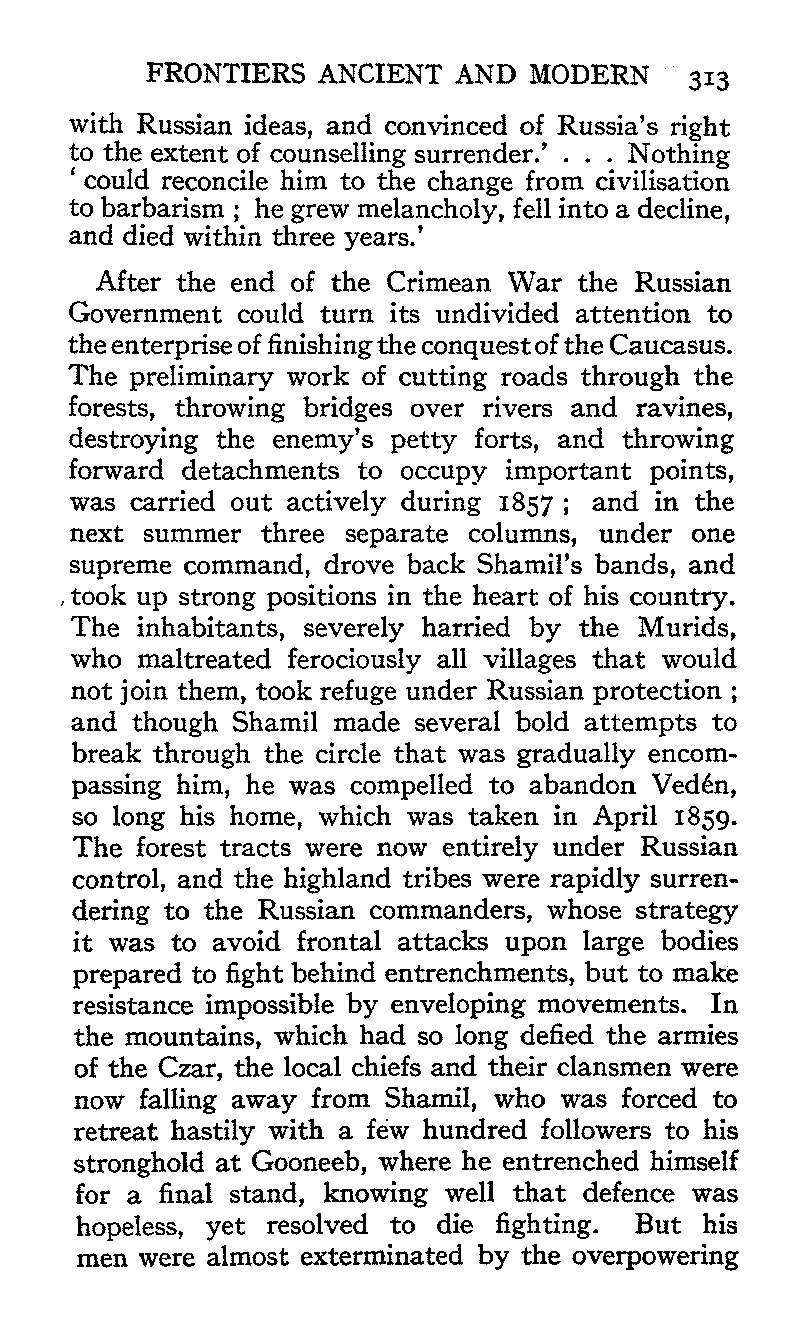 FRONTIERS ANCIENT AND MODERN 313
with Russian ideas, and convinced of Russia's right
to the extent of counselling surrender.' . . . Nothing
' could reconcile him to the change from civilisation
to barbarism ; he grew melancholy, fell into a decline,
and died within three years.'
After the end of the Crimean War the Russian
Government could turn its undivided attention to
the enterprise of finishing the conquest of the Caucasus.
The preliminary work of cutting roads through the
forests, throwing bridges over rivers and ravines,
destroying the enemy's petty forts, and throwing
forward detachments to occupy important points,
was carried out actively during 1857 ; and in the
next summer three separate columns, under one
supreme command, drove back Shamil's bands, and
took up strong positions in the heart of his country.
The inhabitants, severely harried by the Murids,
who maltreated ferociously all villages that would
not join them, took refuge under Russian protection ;
and though Shamil made several bold attempts to
break through the circle that was gradually encom-
passing him, he was compelled to abandon Vedén,
so long his home, which was taken in April 1859.
The forest tracts were now entirely under Russian
control, and the highland tribes were rapidly surren-
dering to the Russian commanders, whose strategy
it was to avoid frontal attacks upon large bodies
prepared to fight behind entrenchments, but to make
resistance impossible by enveloping movements. In
the mountains, which had so long defied the armies
of the Czar, the local chiefs and their clansmen were
now falling away from Shamil, who was forced to
retreat hastily with a few hundred followers to his
stronghold at Gooneeb, where he entrenched himself
for a final stand, knowing well that defence was
hopeless, yet resolved to die fighting. But his
men were almost exterminated by the overpowering